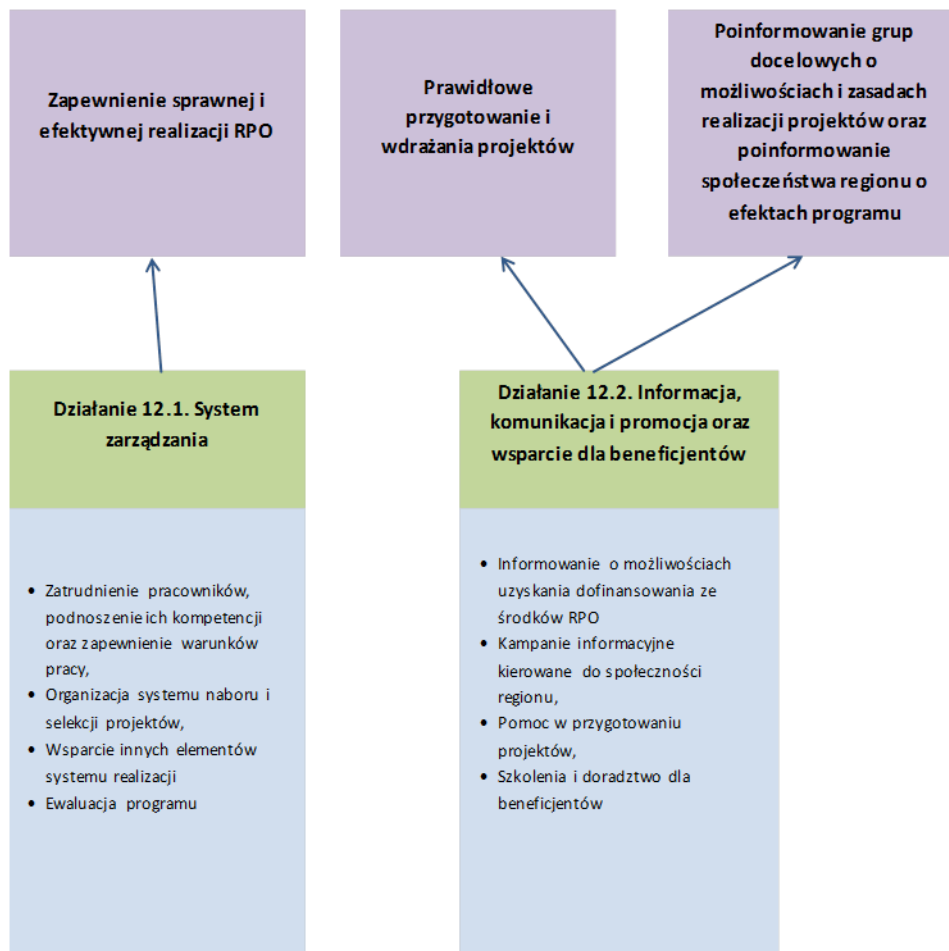 Zapewnienie sprawnej i
efektywnej realizacji RPO
Prawidłowe
przygotowanie i
wdrażania projektów
Poinformowanie grup
docelowych o
możliwościach i zasadach
realizacji projektów oraz
poinformowanie
społeczeństwa regionu o
efektach programu
Działanie 12.1. System
zarządzania
Działanie 12.2. Informacja,
komunikacja i promocja oraz
wsparcie dla beneficjentów
• Zatrudnienie pracowników,
podnoszenie ich kompetencji
oraz zapewnienie warunków
pracy,
• Organizacja systemu naboru i
selekcji projektów,
• Wsparcie innych elementów
systemu realizacji
• Ewaluacja programu
• Informowanie o możliwościach
uzyskania dofinansowania ze
środków RPO
• Kampanie informacyjne
kierowane do społeczności
regionu,
• Pomoc w przygotowaniu
projektów,
• Szkolenia i doradztwo dla
beneficjentów